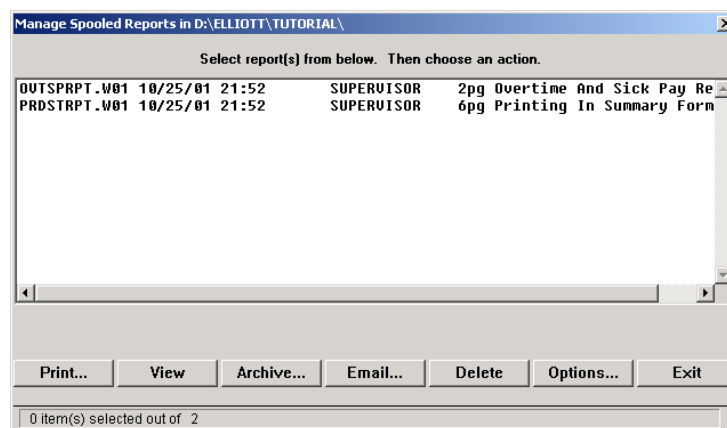 Manage Spooled Reports in D:\ELLIOTT\TUTORIAL\
Select report(s) from below. Then choose an action.
OVTSPRPT.W01 10/25/01 21:52 SUPERVISOR 2pg Overtime And Sick Pay Re
PRDSTRPT.W01 10/25/01 21:52 SUPERVISOR 6pg Printing In Summary Form
Print... View Archive... Email... Delete Options... Exit
0 item(s) selected out of 2